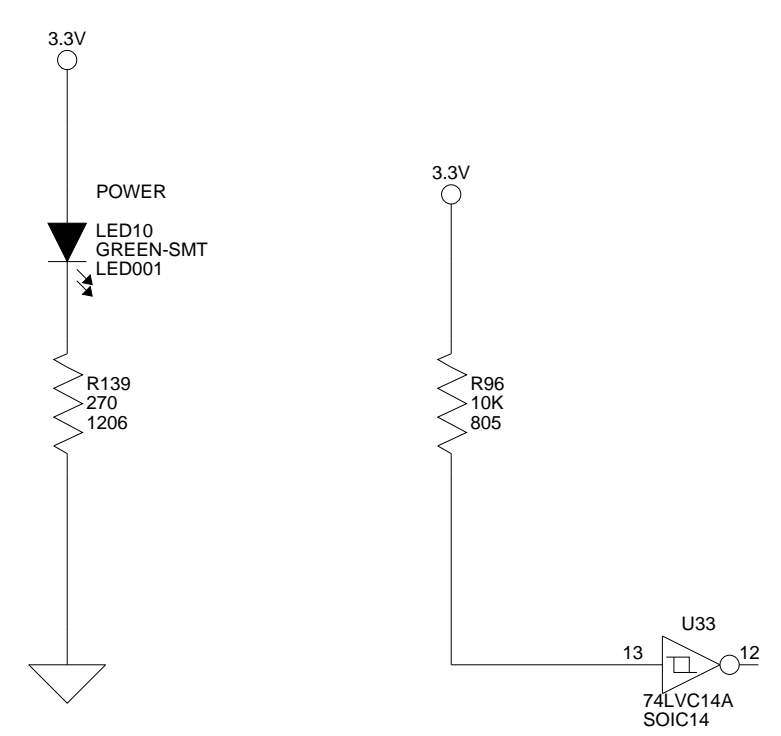 3.3V
POWER
LED10
GREEN-SMT
LED001
R139
270
1206
3.3V
R96
10K
805
U33
13
12
74LVC14A
SOIC14